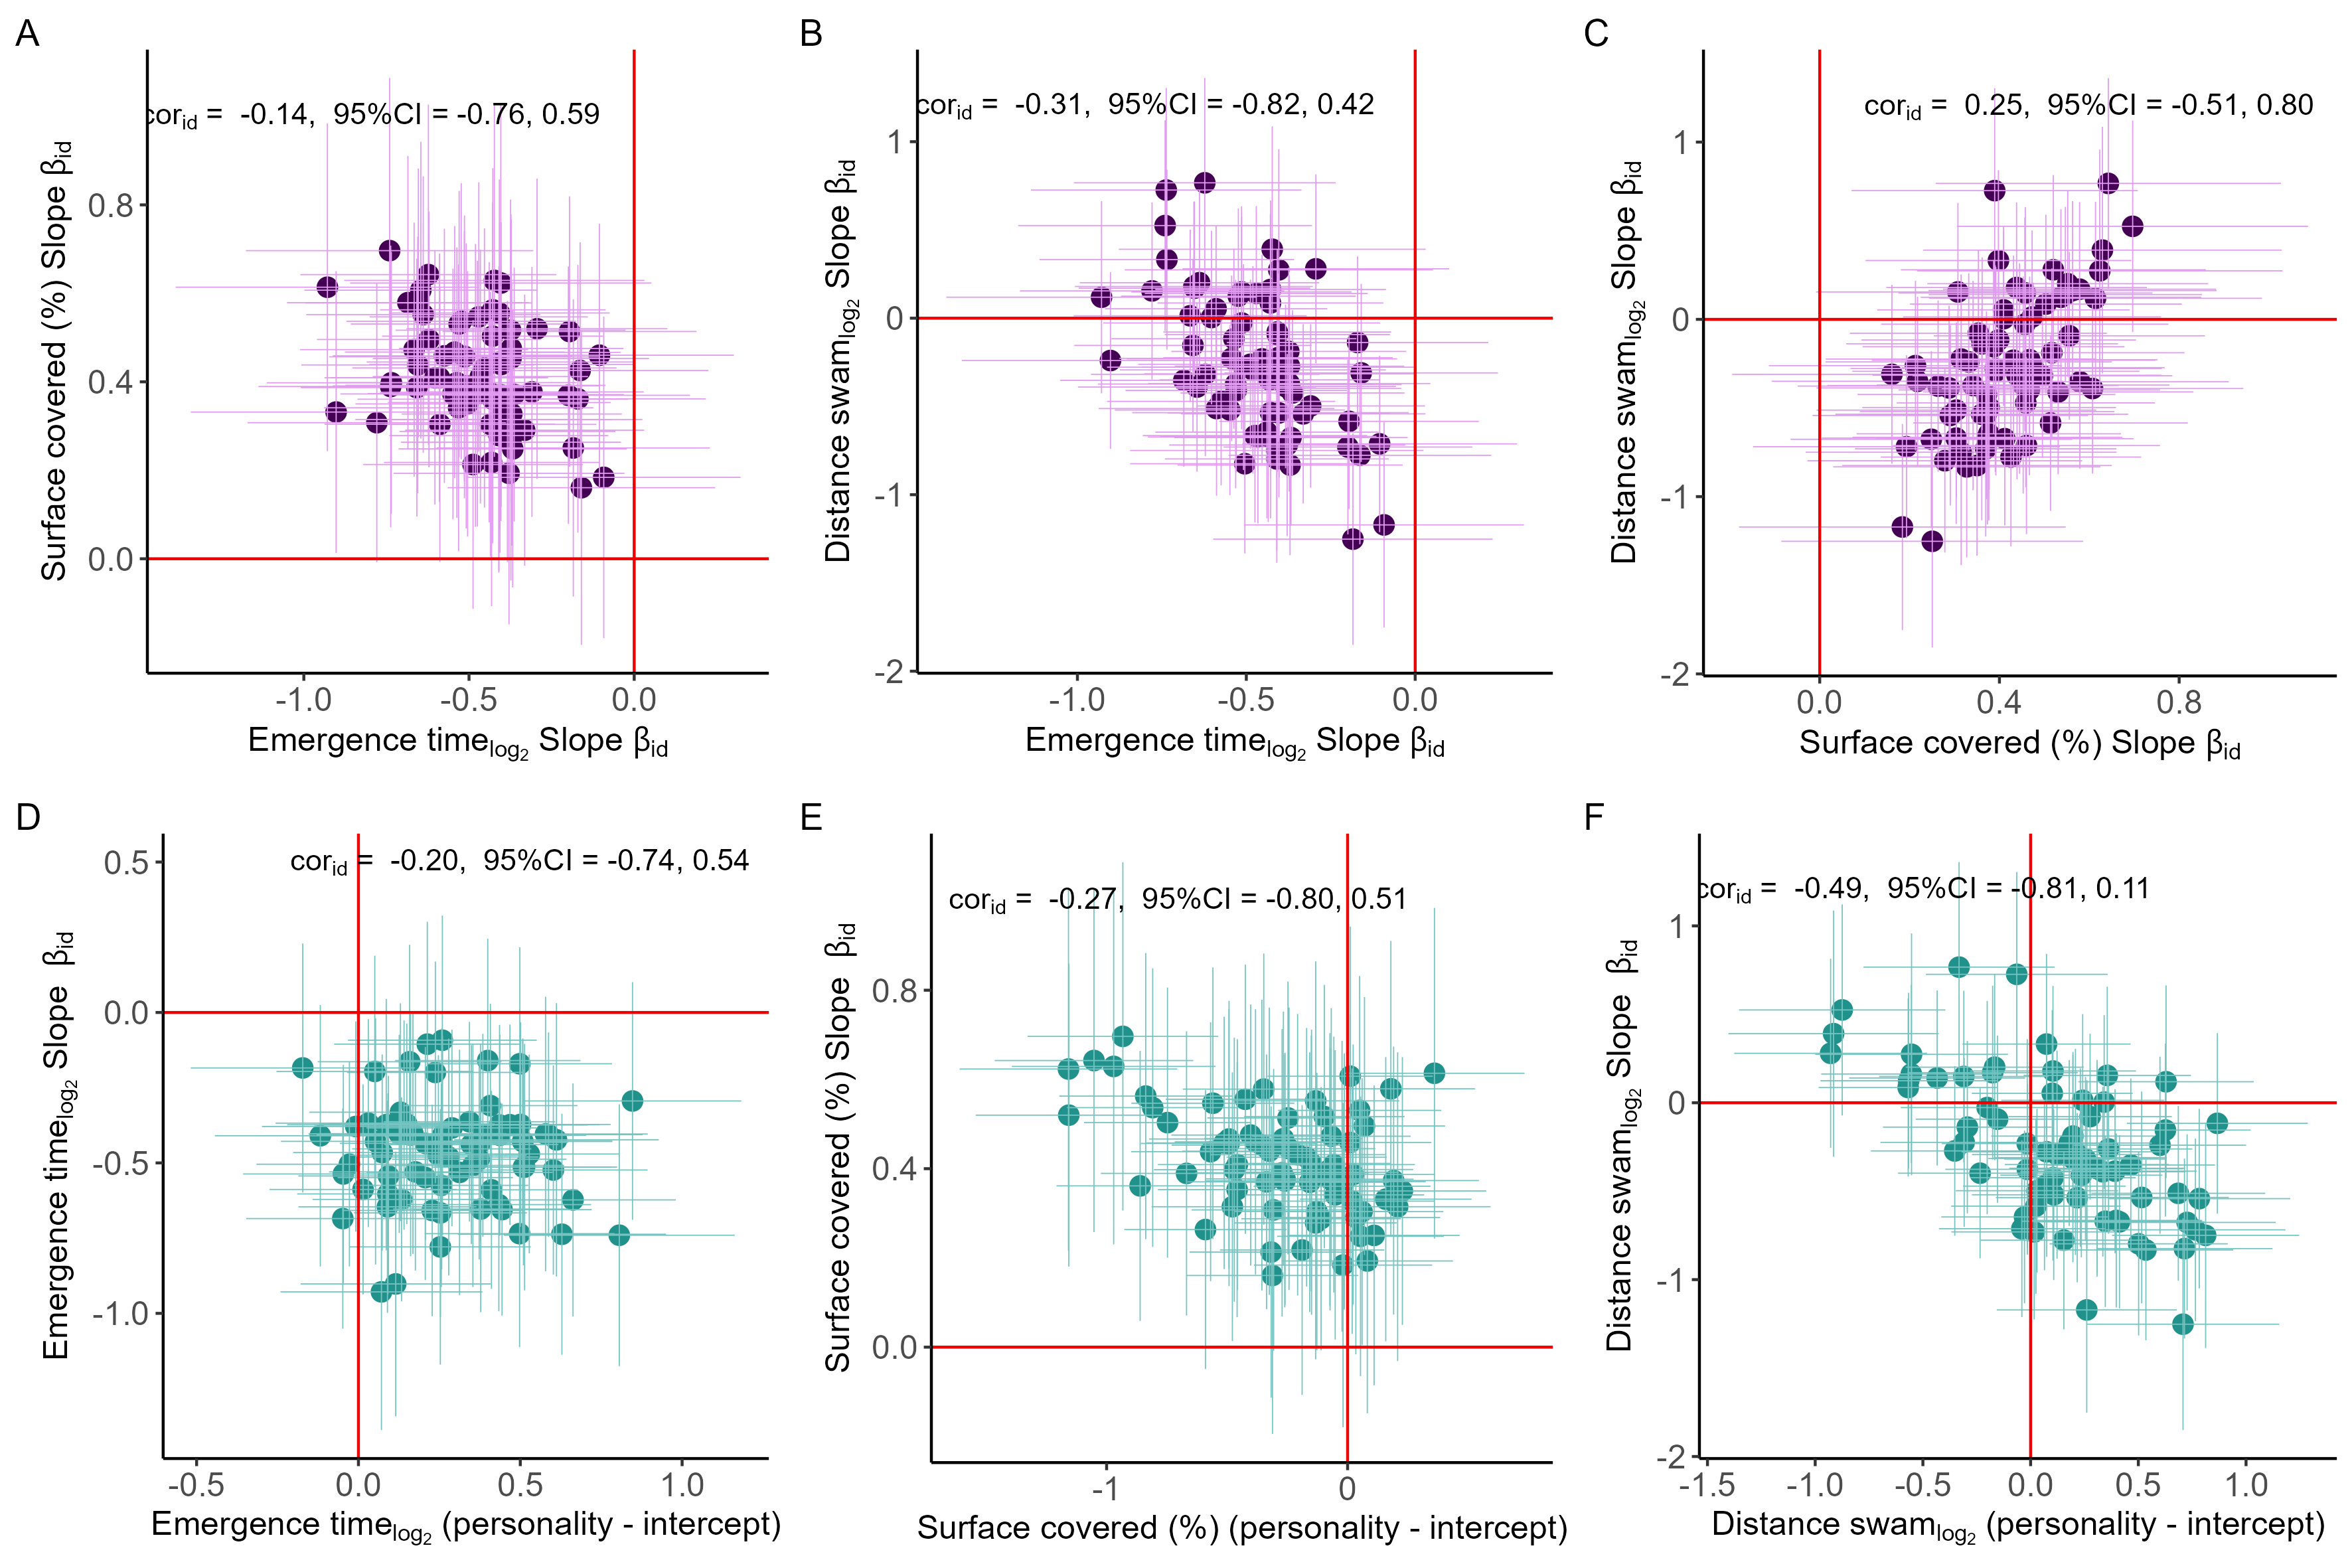 A
cor_id = -0.14, 95%CI = -0.76, 0.59
Surface covered (%) Slope β_id
0.8
0.4
0.0
-1.0 -0.5 0.0
Emergence time_log2 Slope β_id
B
cor_id = -0.31, 95%CI = -0.82, 0.42
Distance swam_log2 Slope β_id
1
0
-1
-2
-1.0 -0.5 0.0
Emergence time_log2 Slope β_id
C
cor_id = 0.25, 95%CI = -0.51, 0.80
Distance swam_log2 Slope β_id
1
0
-1
-2
0.0 0.4 0.8
Surface covered (%) Slope β_id
D
cor_id = -0.20, 95%CI = -0.74, 0.54
Emergence time_log2 Slope β_id
0.5
0.0
-0.5
-1.0
-0.5 0.0 0.5 1.0
Emergence time_log2 (personality - intercept)
E
cor_id = -0.27, 95%CI = -0.80, 0.51
Surface covered (%) Slope β_id
0.8
0.4
0.0
-1 0
Surface covered (%) (personality - intercept)
F
cor_id = -0.49, 95%CI = -0.81, 0.11
Distance swam_log2 Slope β_id
1
0
-1
-2
-1.5 -1.0 -0.5 0.0 0.5 1.0
Distance swam_log2 (personality - intercept)